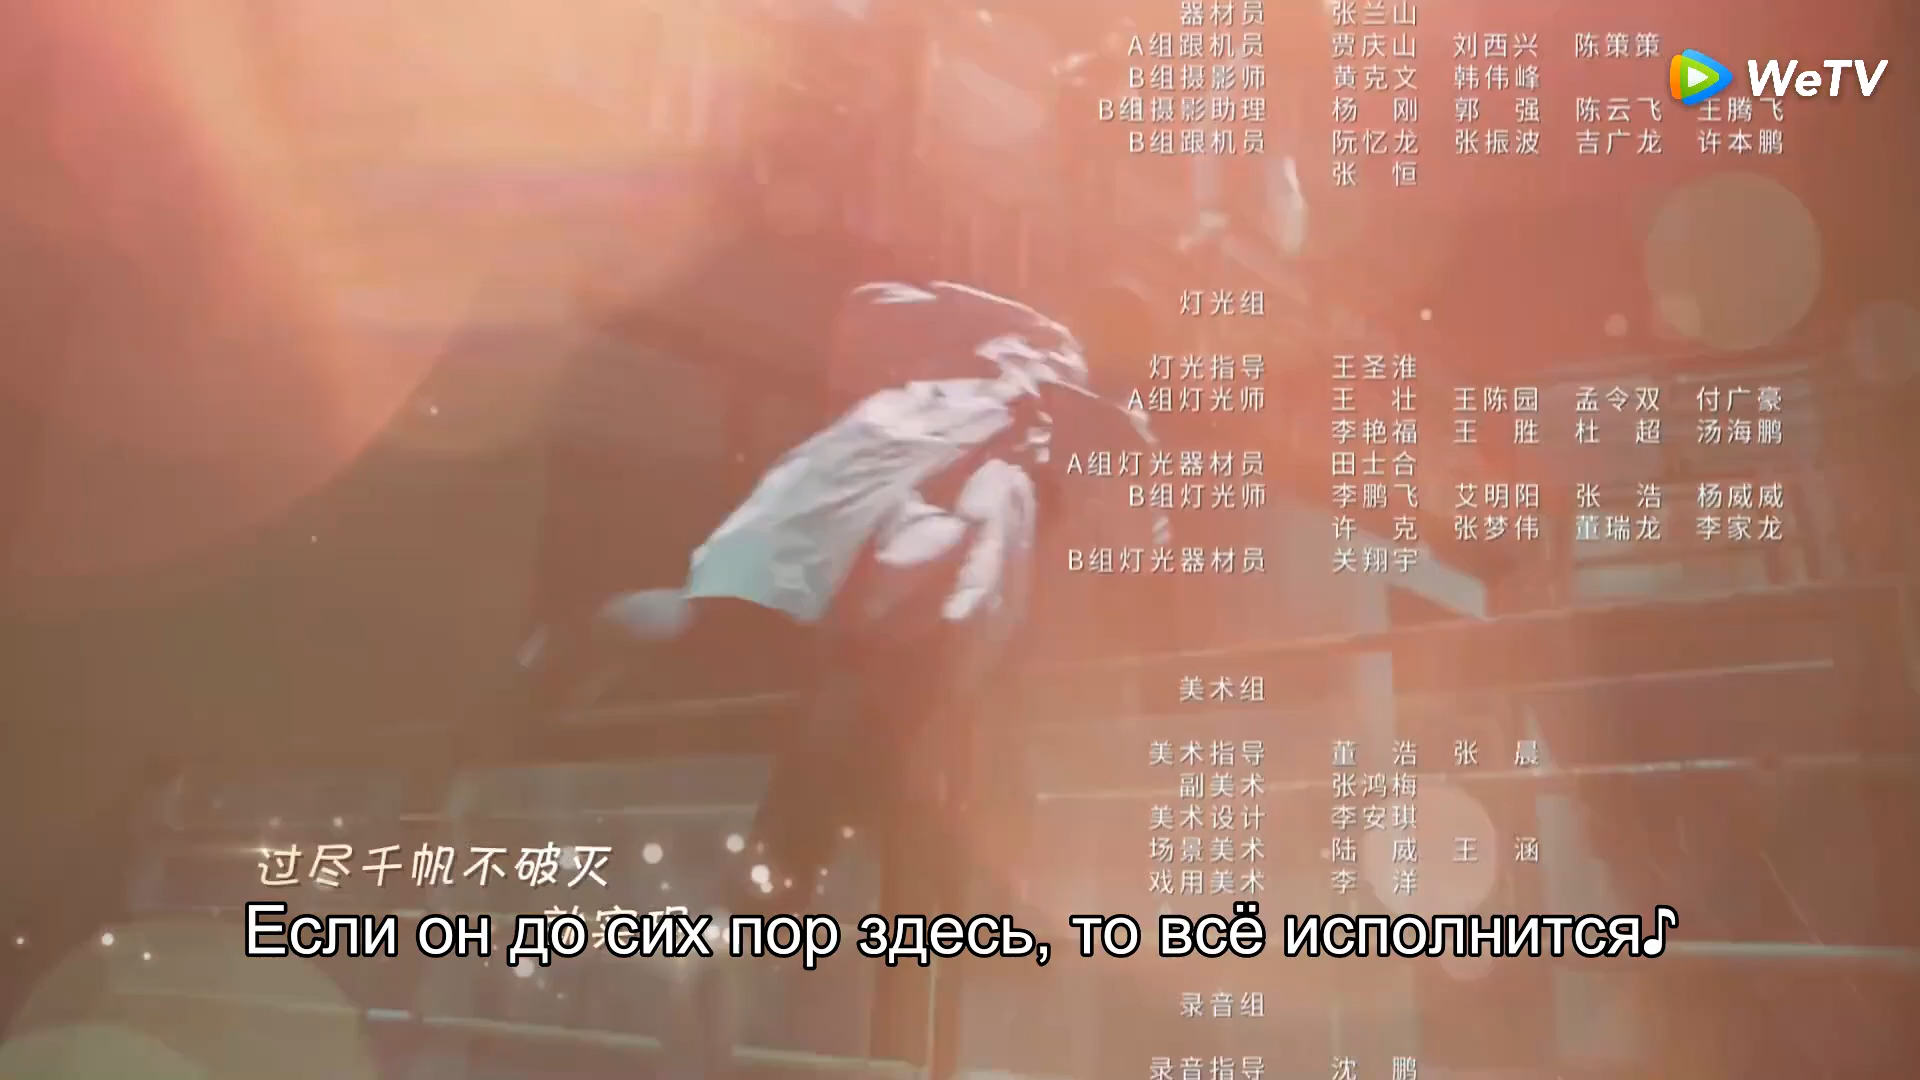 器材员 张兰山
A组跟机员 贾庆山 刘西兴 陈策策
WeTV
B组摄影师 黄克文 韩伟峰
B组摄影助理 杨 刚 郭 强 陈云飞 王腾飞
B组跟机员 阮忆龙 张振波 吉广龙 许本鹏
张 恒
灯光组
灯光指导 王圣淮
A组灯光师 王 壮 王陈园 孟令双 付广豪
李艳福 王 胜 杜 超 汤海鹏
A组灯光器材员 田士合
B组灯光师 李鹏飞 艾明阳 张 浩 杨威威
许 克 张梦伟 董瑞龙 李家龙
B组灯光器材员 关翔宇
美术组
美术指导 董 浩 张 晨
副美术 张鸿梅
美术设计 李安琪
场景美术 陆 威 王 涵
戏用美术 李 洋
过尽千帆不破灭
Если он до сих пор здесь, то всё исполнится♪
录音组
录音指导 沈 鹏